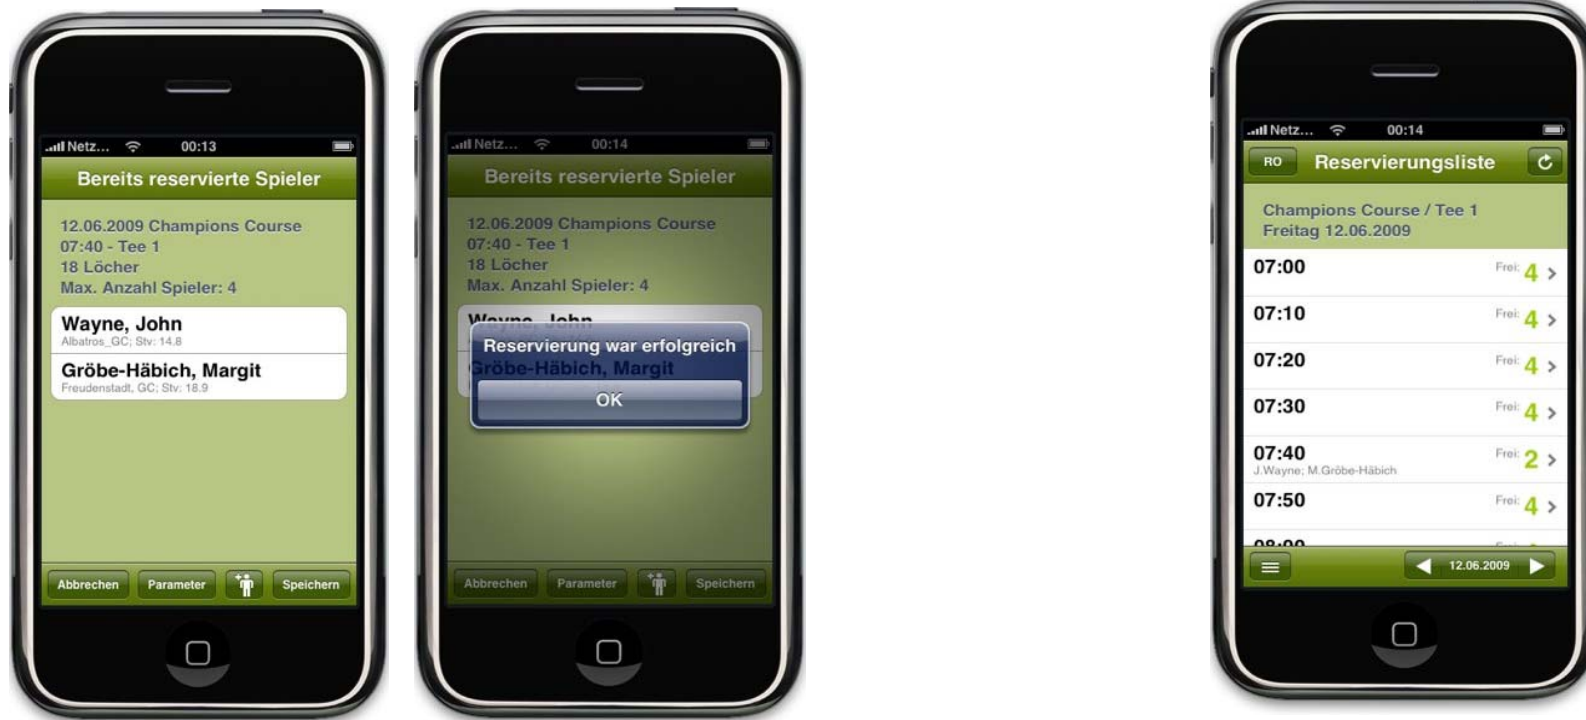 Netz...
00:13
Bereits reservierte Spieler
12.06.2009 Champions Course
07:40 - Tee 1
18 Löcher
Max. Anzahl Spieler: 4
Wayne, John
Albatros_GC; Stv: 14.8
Gröbe-Häbich, Margit
Freudenstadt, GC; Stv: 18.9
Abbrechen
Parameter
Speichern
Netz...
00:14
Bereits reservierte Spieler
12.06.2009 Champions Course
07:40 - Tee 1
18 Löcher
Max. Anzahl Spieler: 4
Wayne, John
Reservierung war erfolgreich
Gröbe-Häbich, Margit
OK
Abbrechen
Parameter
Speichern
Netz...
00:14
RO
Reservierungsliste
Champions Course / Tee 1
Freitag 12.06.2009
07:00 Frei: 4
07:10 Frei: 4
07:20 Frei: 4
07:30 Frei: 4
07:40 Frei: 2
J.Wayne; M.Gröbe-Häbich
07:50 Frei: 4
08:00
12.06.2009